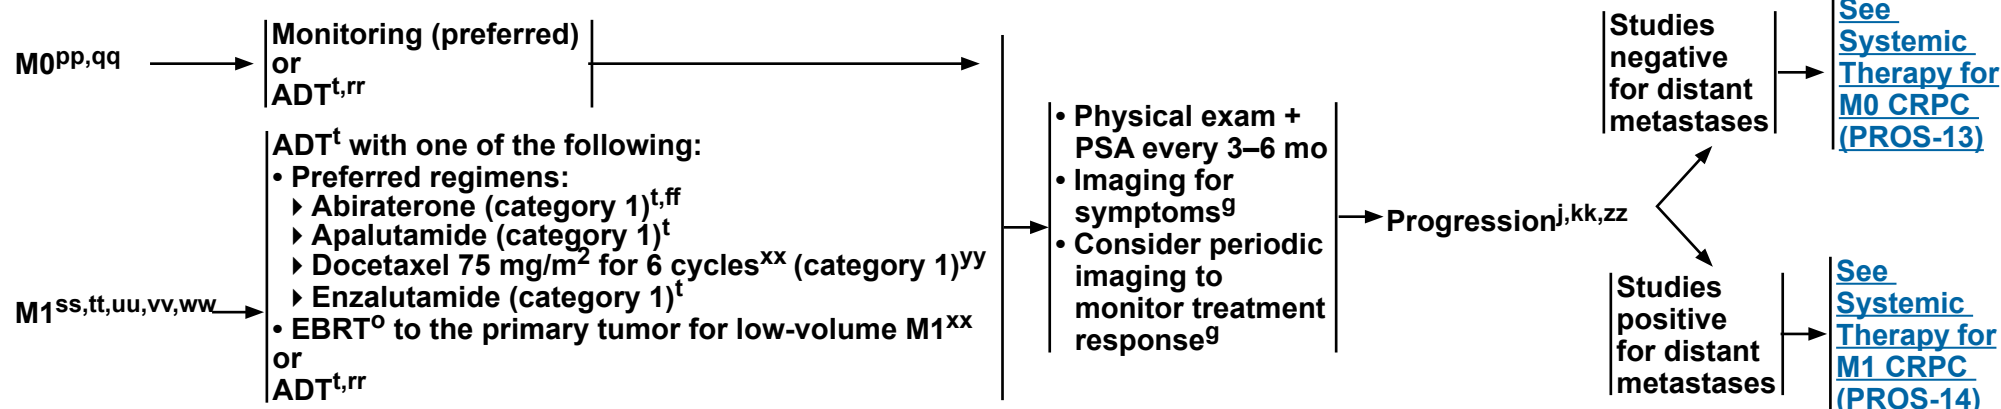 M0pp,qq
Monitoring (preferred)
or
ADTt,rr
M1ss,tt,uu,vv,ww
ADTt with one of the following:
• Preferred regimens:
‣ Abiraterone (category 1)t,ff
‣ Apalutamide (category 1)t
‣ Docetaxel 75 mg/m2 for 6 cyclesxx (category 1)yy
‣ Enzalutamide (category 1)t
• EBRTo to the primary tumor for low-volume M1xx
or
ADTt,rr
• Physical exam +
PSA every 3–6 mo
• Imaging for
symptomsg
• Consider periodic
imaging to
monitor treatment
responseg
Progressionj,kk,zz
Studies
negative
for distant
metastases
See
Systemic
Therapy for
M0 CRPC
(PROS-13)
Studies
positive
for distant
metastases
See
Systemic
Therapy for
M1 CRPC
(PROS-14)